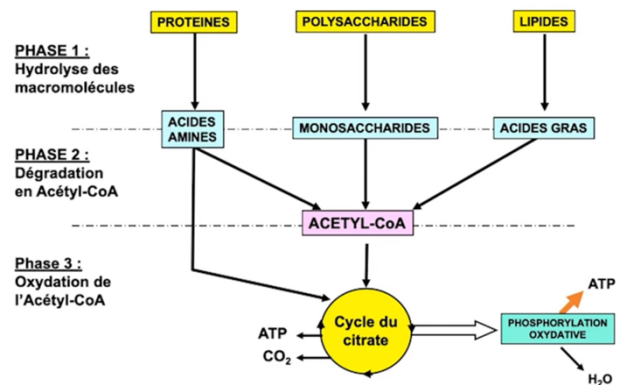 PROTEINES
POLYSACCHARIDES
LIPIDES
PHASE 1 :
Hydrolyse des
macromolécules
ACIDES
AMINES
MONOSACCHARIDES
ACIDES GRAS
PHASE 2 :
Dégradation
en Acétyl-CoA
ACETYL-CoA
Phase 3 :
Oxydation de
l'Acétyl-CoA
Cycle du
citrate
ATP
CO₂
PHOSPHORYLATION
OXYDATIVE
ATP
H₂O